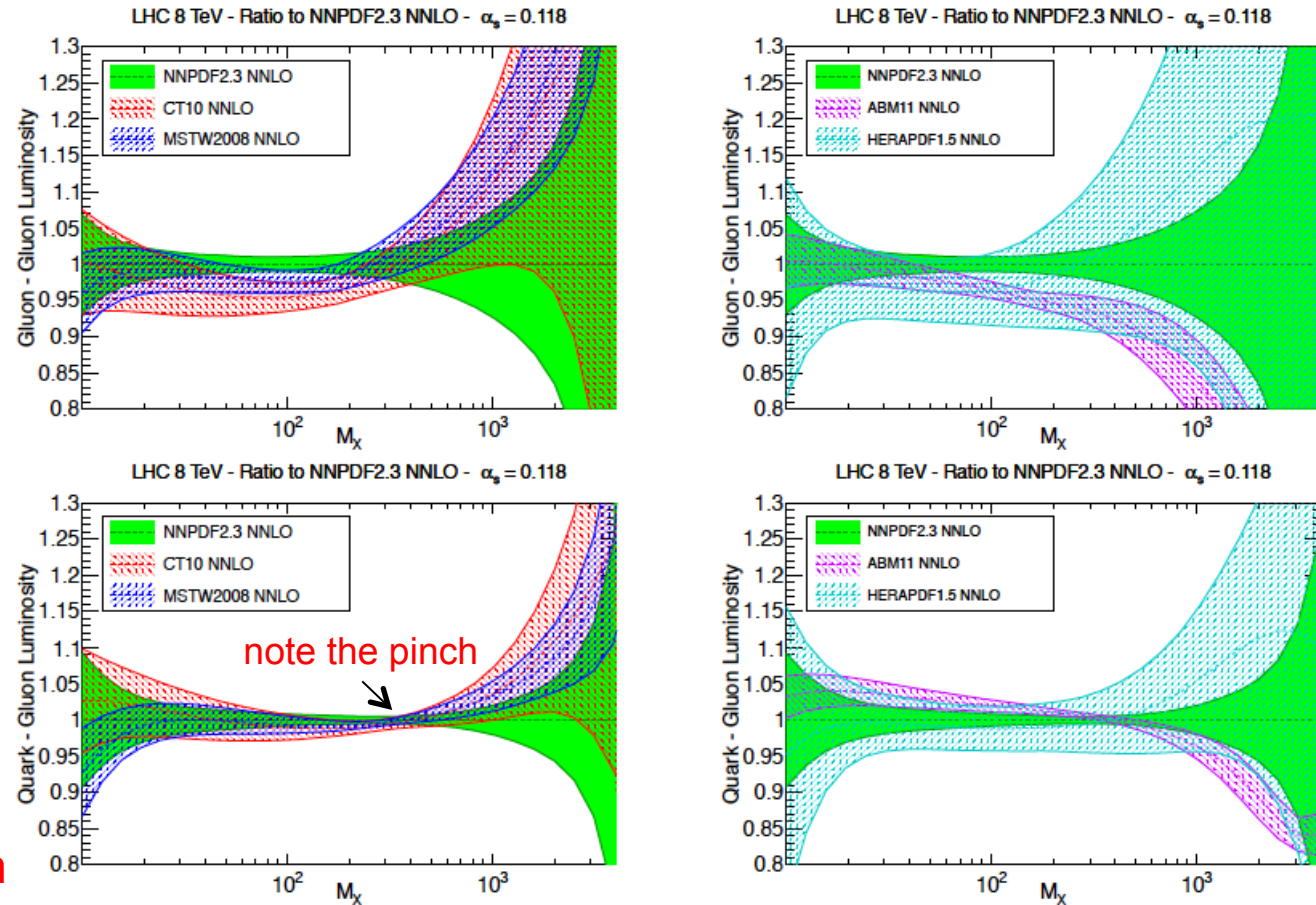 LHC 8 TeV - Ratio to NNPDF2.3 NNLO - αs = 0.118
Gluon - Gluon Luminosity
1.3
1.25
1.2
1.15
1.1
1.05
1
0.95
0.9
0.85
0.8
NNPDF2.3 NNLO
CT10 NNLO
MSTW2008 NNLO
10²
10³
MX
LHC 8 TeV - Ratio to NNPDF2.3 NNLO - αs = 0.118
Gluon - Gluon Luminosity
1.3
1.25
1.2
1.15
1.1
1.05
1
0.95
0.9
0.85
0.8
NNPDF2.3 NNLO
ABM11 NNLO
HERAPDF1.5 NNLO
10²
10³
MX
LHC 8 TeV - Ratio to NNPDF2.3 NNLO - αs = 0.118
Quark - Gluon Luminosity
1.3
1.25
1.2
1.15
1.1
1.05
1
0.95
0.9
0.85
0.8
NNPDF2.3 NNLO
CT10 NNLO
MSTW2008 NNLO
note the pinch
10²
10³
MX
LHC 8 TeV - Ratio to NNPDF2.3 NNLO - αs = 0.118
Quark - Gluon Luminosity
1.3
1.25
1.2
1.15
1.1
1.05
1
0.95
0.9
0.85
0.8
NNPDF2.3 NNLO
ABM11 NNLO
HERAPDF1.5 NNLO
10²
10³
MX